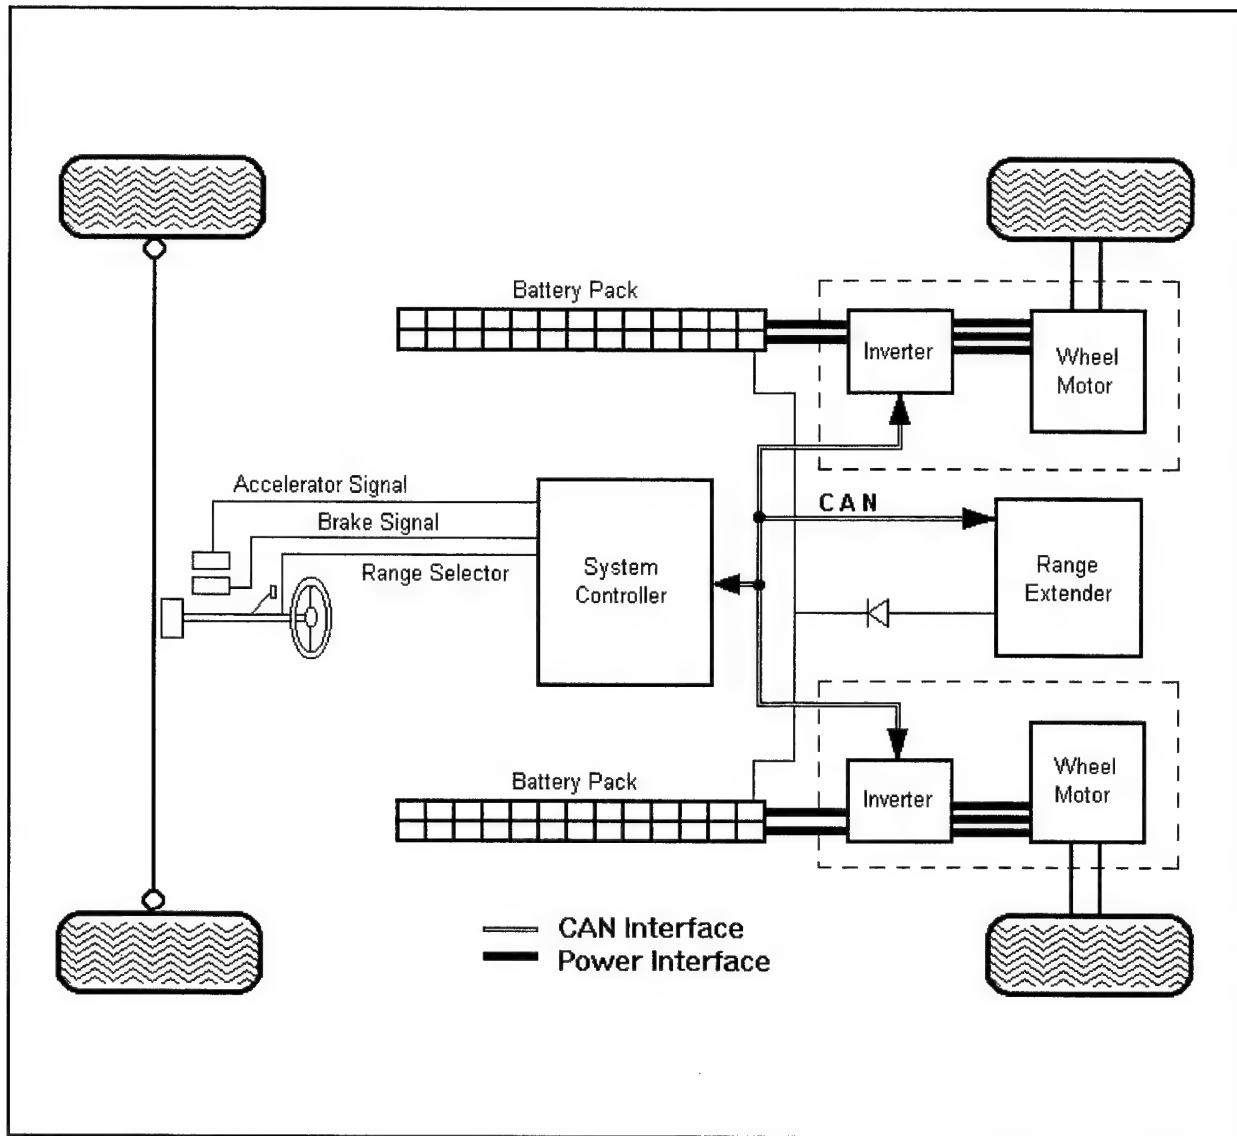 Battery Pack
Inverter
Wheel
Motor
Accelerator Signal
Brake Signal
Range Selector
System
Controller
CAN
Range
Extender
Battery Pack
Inverter
Wheel
Motor
CAN Interface
Power Interface